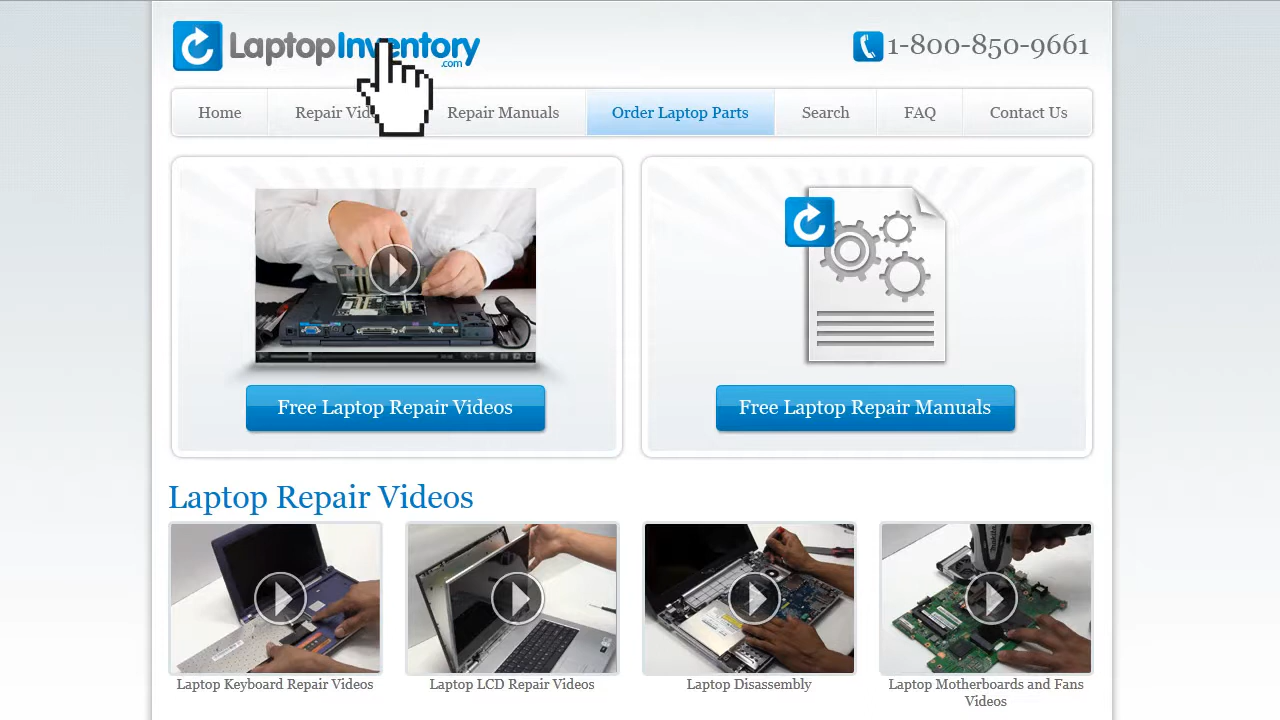 LaptopInventory
.com
1-800-850-9661
Home
Repair Vid
Repair Manuals
Order Laptop Parts
Search
FAQ
Contact Us
Free Laptop Repair Videos
Free Laptop Repair Manuals
Laptop Repair Videos
Laptop Keyboard Repair Videos
Laptop LCD Repair Videos
Laptop Disassembly
Laptop Motherboards and Fans
Videos